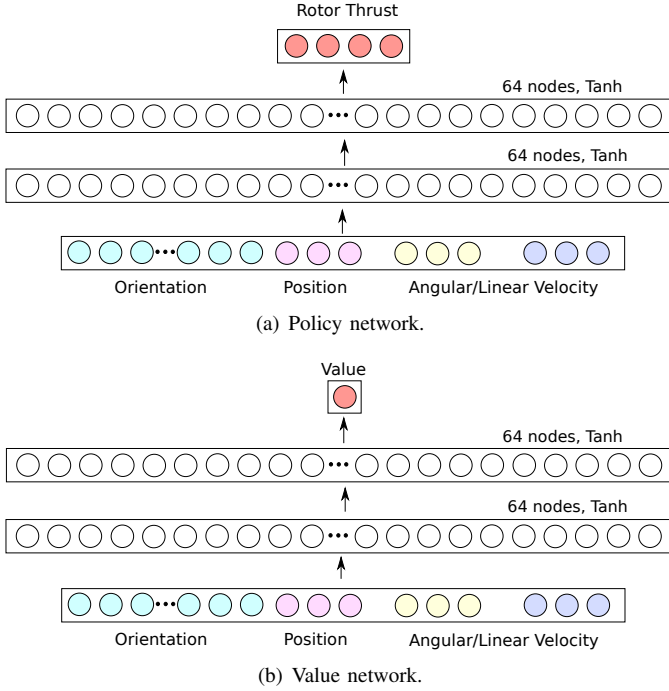 Rotor Thrust
64 nodes, Tanh
64 nodes, Tanh
Orientation Position Angular/Linear Velocity
(a) Policy network.
Value
64 nodes, Tanh
64 nodes, Tanh
Orientation Position Angular/Linear Velocity
(b) Value network.